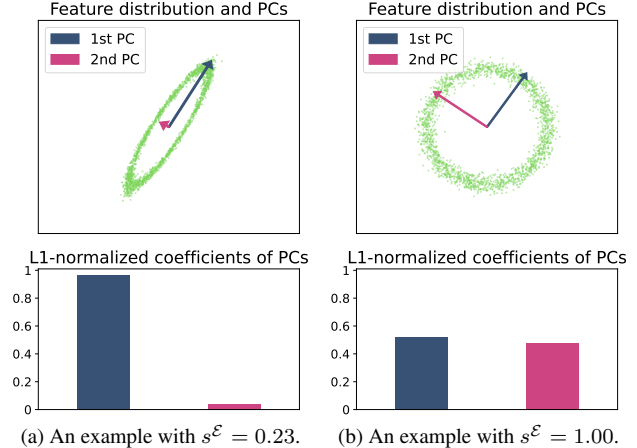 Feature distribution and PCs
1st PC
2nd PC
L1-normalized coefficients of PCs
1
0.8
0.6
0.4
0.2
0
(a) An example with s^ℰ = 0.23.
Feature distribution and PCs
1st PC
2nd PC
L1-normalized coefficients of PCs
1
0.8
0.6
0.4
0.2
0
(b) An example with s^ℰ = 1.00.